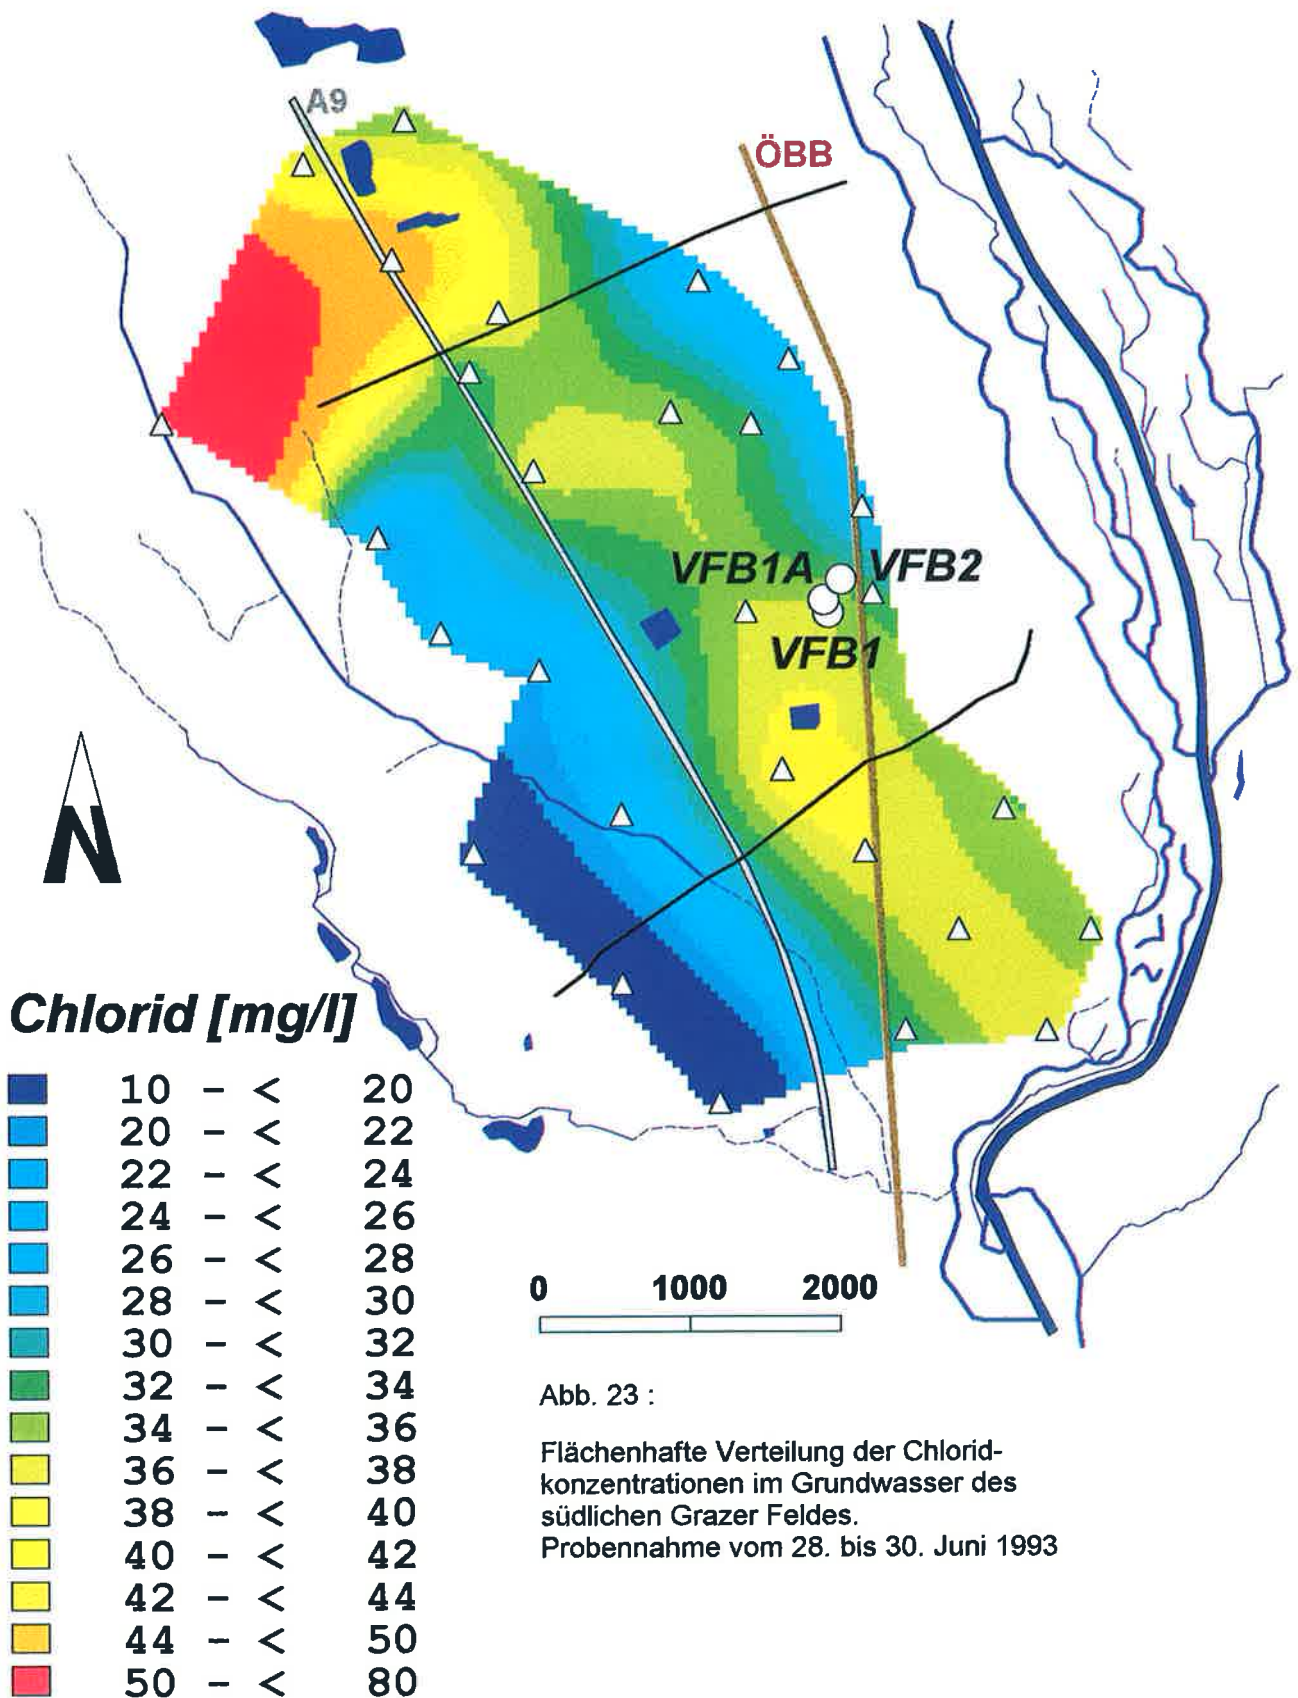 A9
ÖBB
VFB1A
VFB2
VFB1
N
Chlorid [mg/l]
10 - < 20
20 - < 22
22 - < 24
24 - < 26
26 - < 28
28 - < 30
30 - < 32
32 - < 34
34 - < 36
36 - < 38
38 - < 40
40 - < 42
42 - < 44
44 - < 50
50 - < 80
0 1000 2000
Abb. 23 :
Flächenhafte Verteilung der Chlorid-
konzentrationen im Grundwasser des
südlichen Grazer Feldes.
Probennahme vom 28. bis 30. Juni 1993